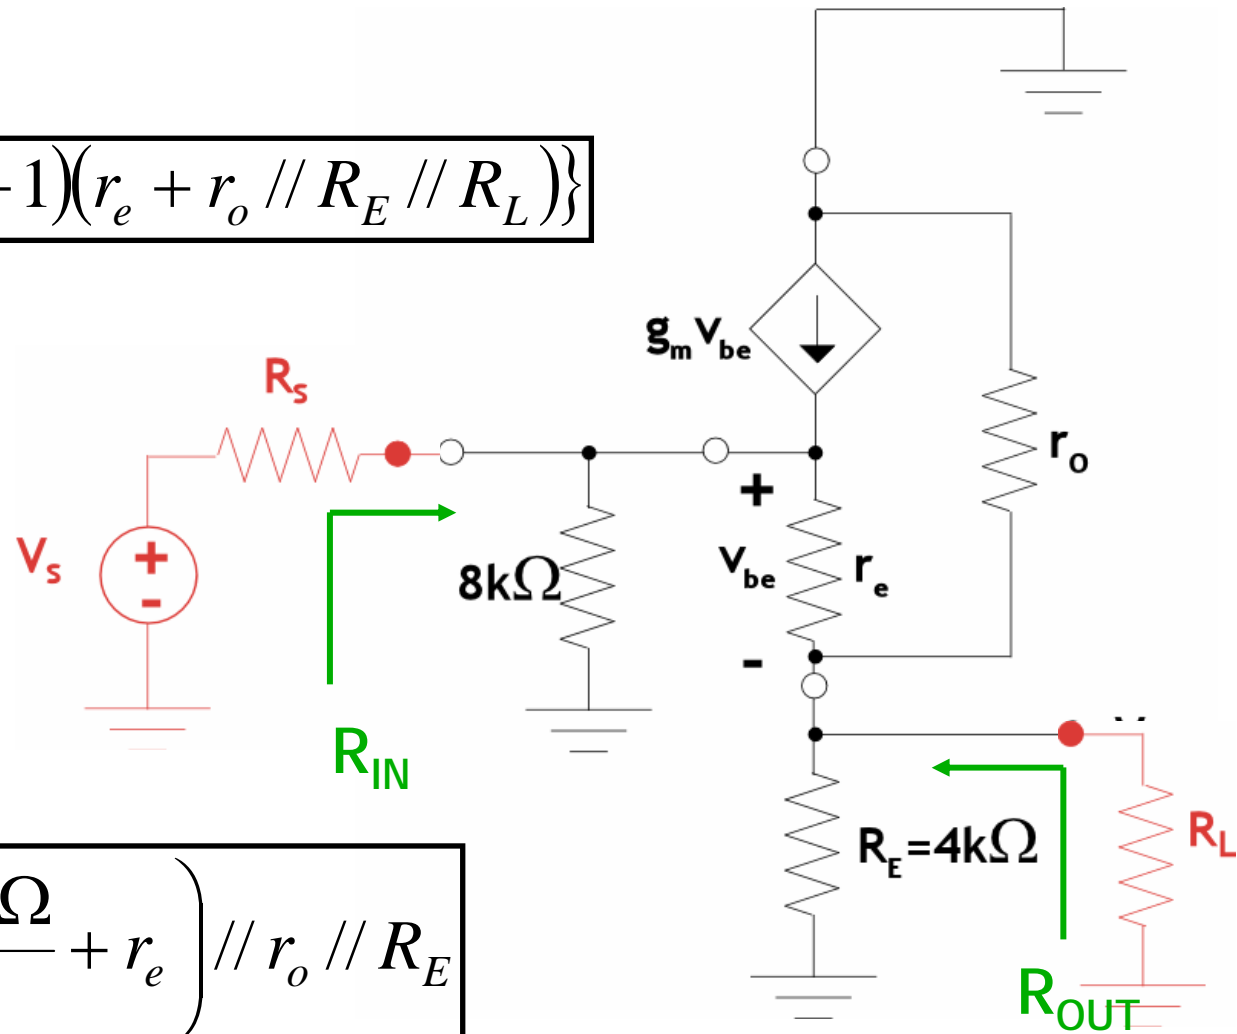 -1)(r_e + r_o // R_E // R_L)}
g_m v_be
R_s
r_o
+
V_s
+
-
8kΩ
v_be
r_e
-
R_IN
R_E=4kΩ
R_L
Ω
+ r_e ) // r_o // R_E
R_OUT